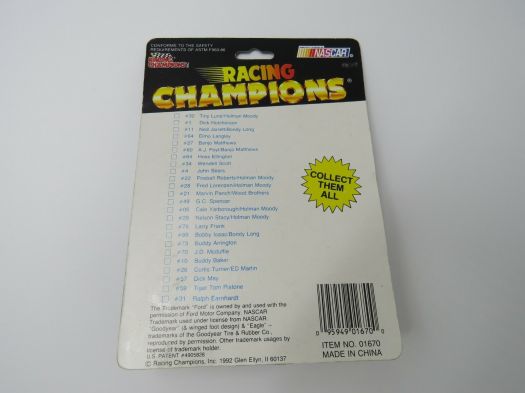 CONFORMS TO THE SAFETY
REQUIREMENTS OF ASTM F963-86
RACING CHAMPIONS
NASCAR
RACING
CHAMPIONS®
Tiny Lund/Holman Moody
#1 Dick Hutcherson
#11 Ned Jarrett/Bondy Long
#64 Elmo Langley
#27 Banjo Matthews
A.J. Foyt/Banjo Matthews
Hoss Ellington
#34 Wendell Scott
#4 John Sears
#22 Fireball Roberts/Holman Moody
#28 Fred Lorenzen/Holman Moody
#21 Marvin Panch/Wood Brothers
#49 G.C. Spencer
#06 Cale Yarborough/Holman Moody
#29 Nelson Stacy/Holman Moody
#74 Larry Frank
Bobby Isaac/Bondy Long
Buddy Arrington
#70 J.D. McDuffie
Buddy Baker
#26 Curtis Turner/ED Martin
#57 Dick May
#59 Tiger Tom Pistone
#31 Ralph Earnhardt
COLLECT
THEM
ALL
The Trademark "Ford" is owned by and used with the
permission of Ford Motor Company. NASCAR
Trademark used under license from NASCAR.
"Goodyear (& winged foot design) & "Eagle" –
trademarks of the Goodyear Tire & Rubber Co.,
reproduced by permission. Other trademark usages by
license of trademark holder.
U.S. PATENT #4905826
© Racing Champions, Inc. 1992 Glen Ellyn, Il 60137
0 95949 01670 0
ITEM NO. 01670
MADE IN CHINA